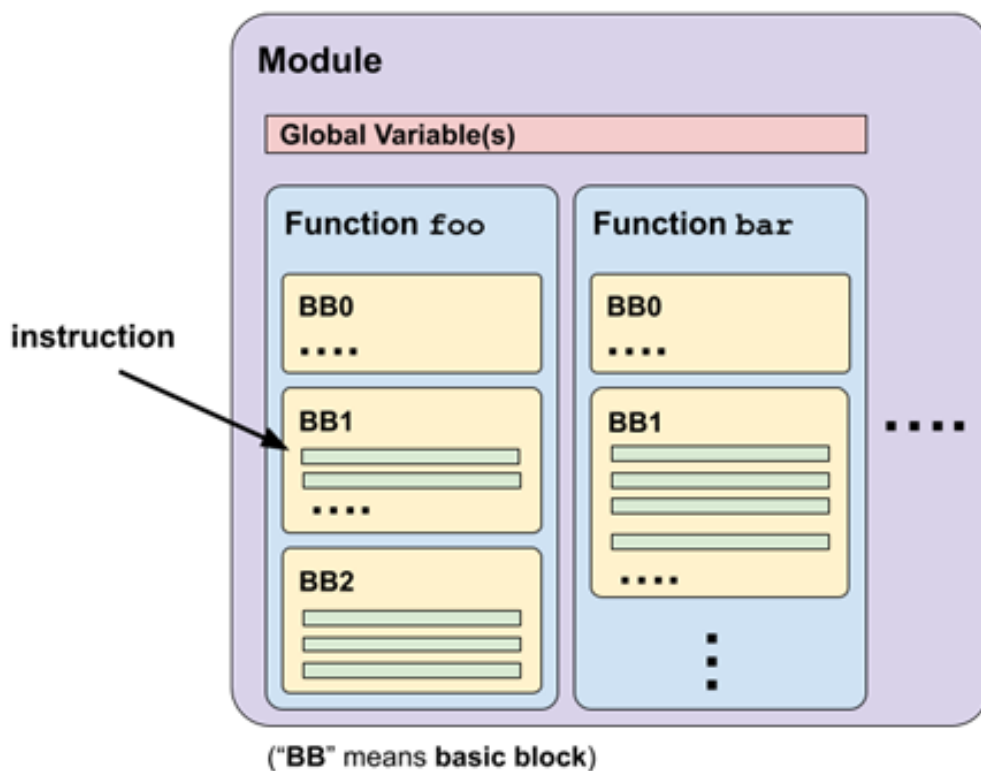 Module
Global Variable(s)
Function foo
BB0
....
BB1
....
BB2
Function bar
BB0
....
BB1
....
instruction
....
("BB" means basic block)